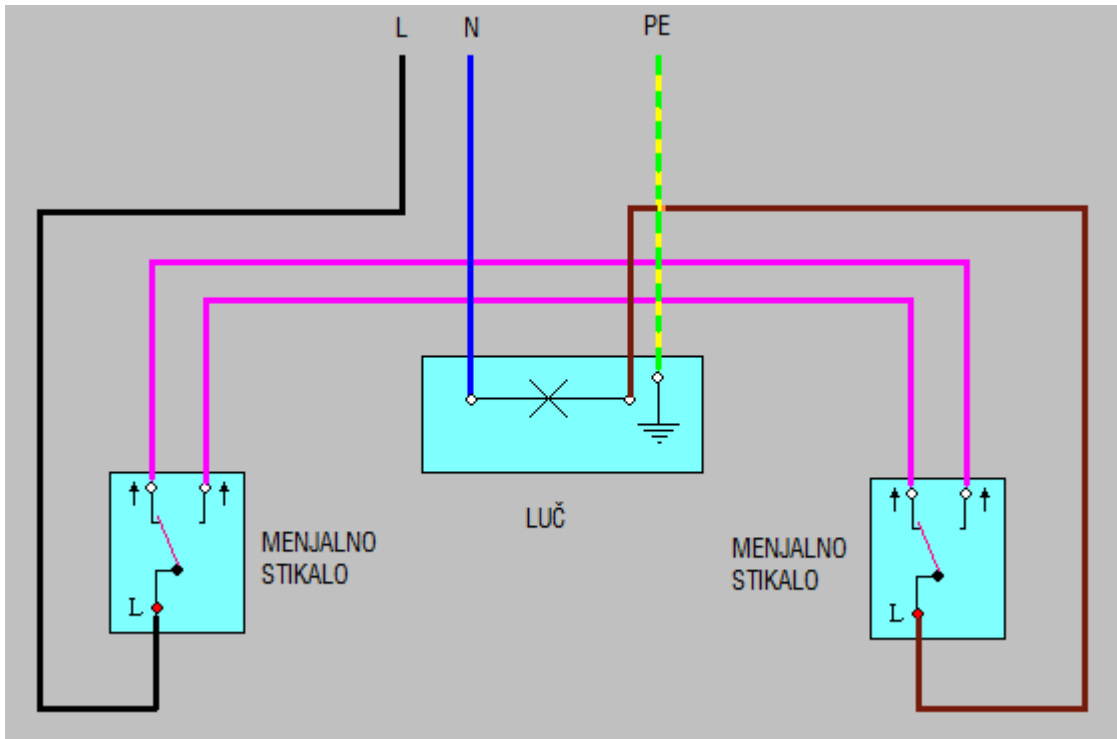 L N PE
LUČ
MENJALNO
STIKALO
L
MENJALNO
STIKALO
L